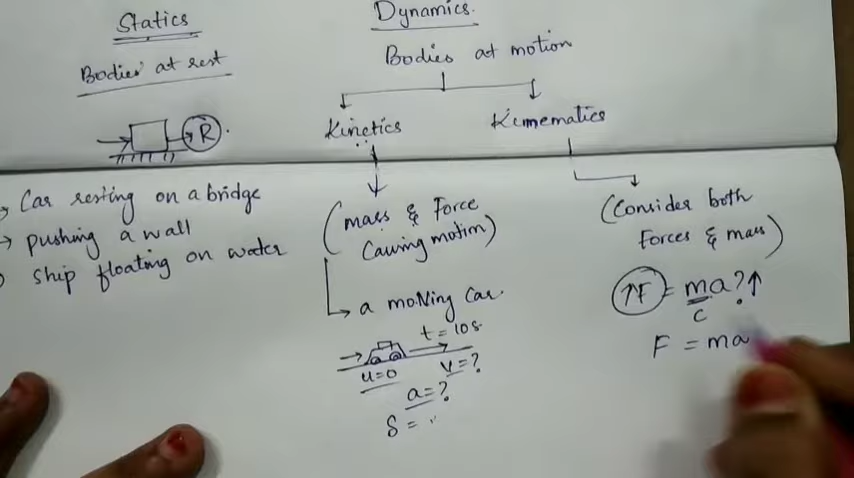 Statics
Bodies at rest
R
→ Car resting on a bridge
→ pushing a wall
ship floating on water
Dynamics.
Bodies at motion
Kinetics
(mass & Force
Causing motion)
a moving car.
t = 10s.
u=0
v=?
a=?
S =
Kinematics
(Consider both
Forces & mass)
↑F = ma?↑
C
F = ma